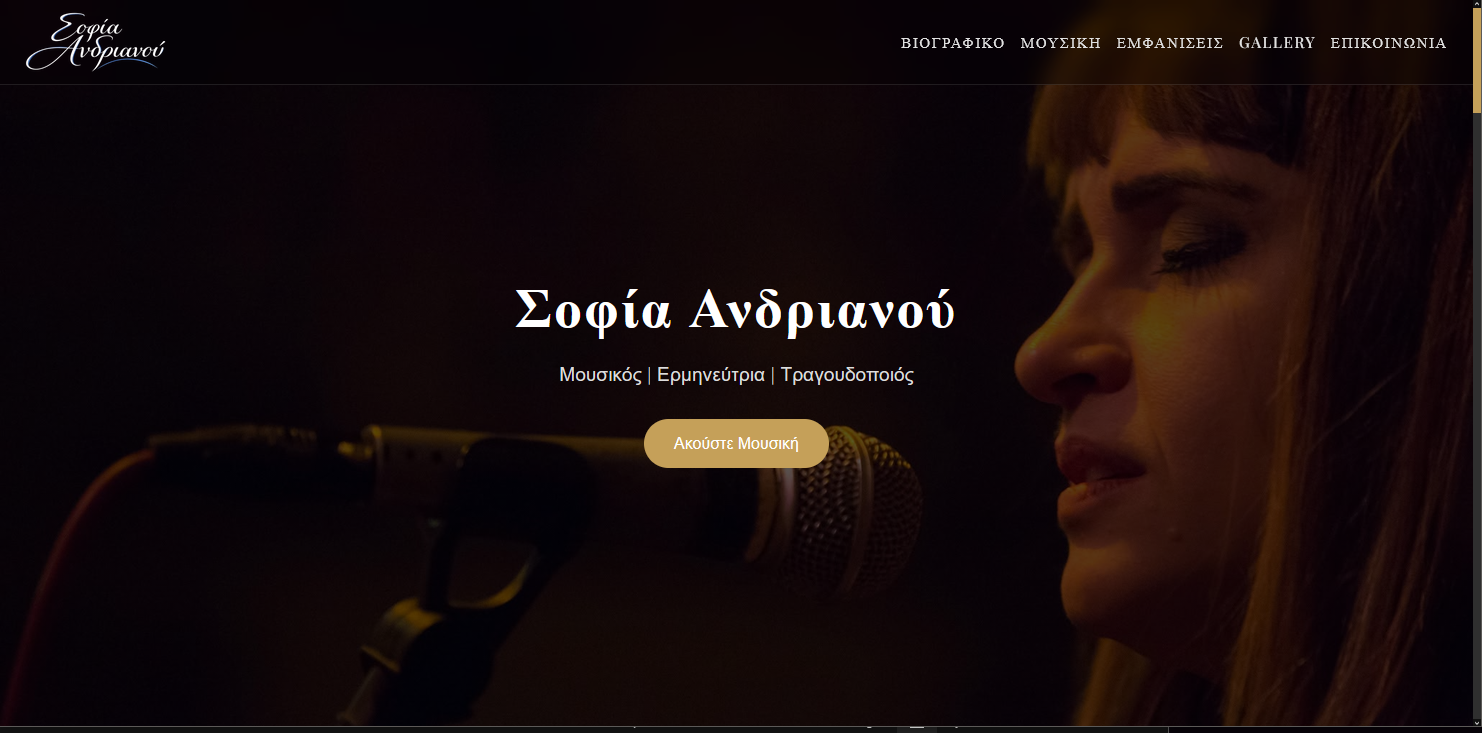 Σοφία
Ανδριανού
ΒΙΟΓΡΑΦΙΚΟ ΜΟΥΣΙΚΗ ΕΜΦΑΝΙΣΕΙΣ GALLERY ΕΠΙΚΟΙΝΩΝΙΑ
Σοφία Ανδριανού
Μουσικός | Ερμηνεύτρια | Τραγουδοποιός
Ακούστε Μουσική